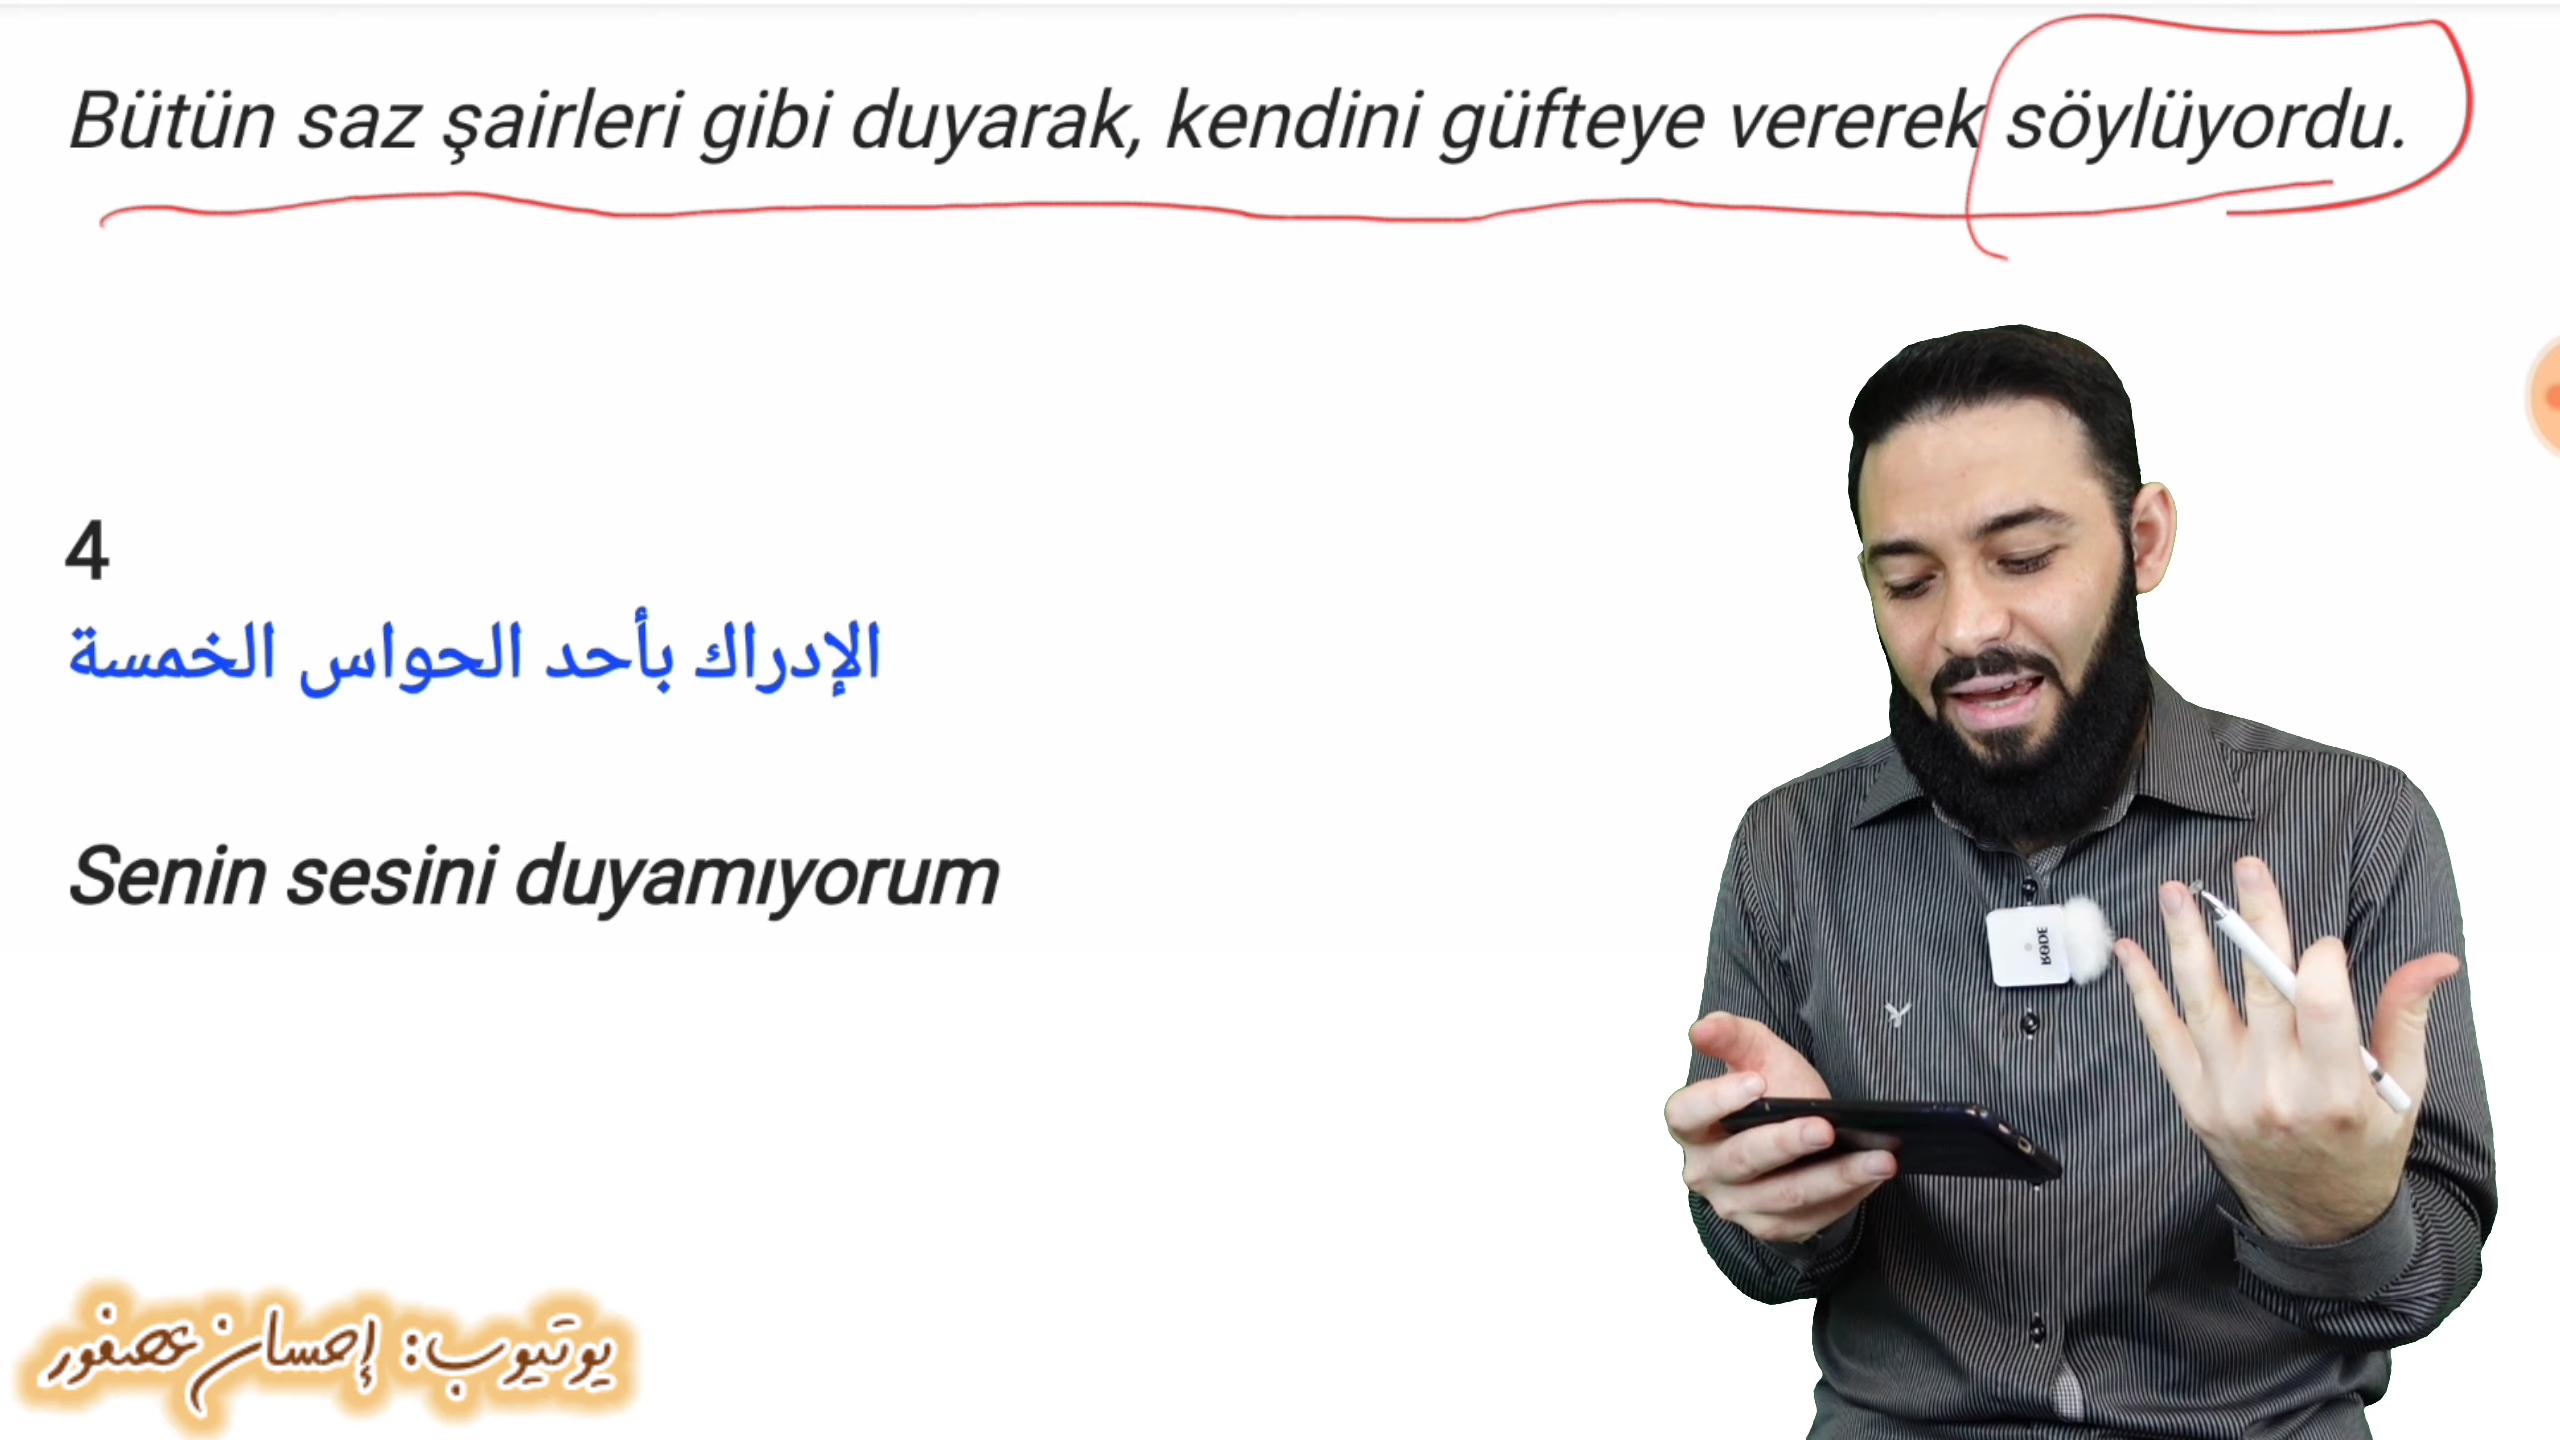 Bütün saz şairleri gibi duyarak, kendini güfteye vererek söylüyordu.
4
الإدراك بأحد الحواس الخمسة
Senin sesini duyamıyorum
RØDE
يوتيوب: إحسان عصفور